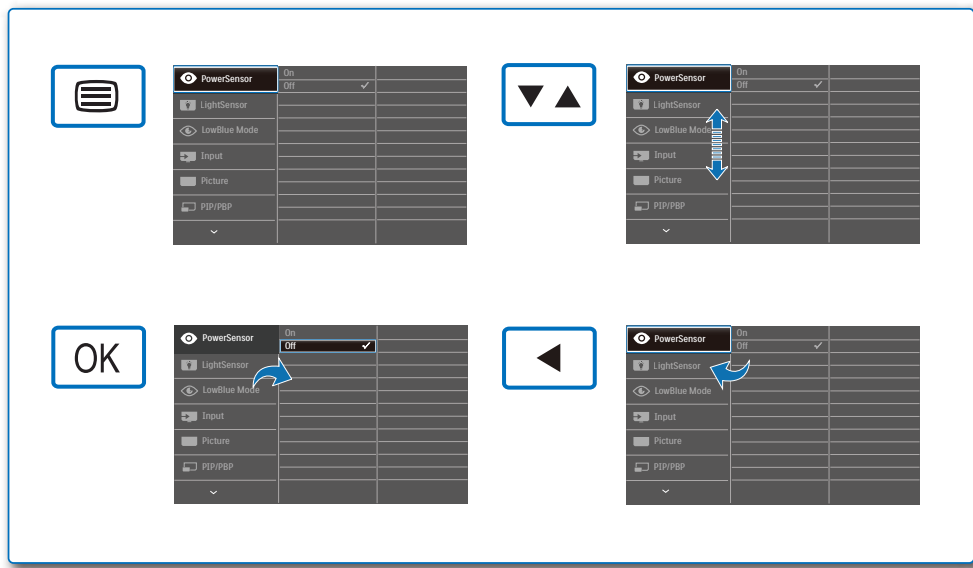 PowerSensor
On
Off
LightSensor
LowBlue Mode
Input
Picture
PIP/PBP
PowerSensor
On
Off
LightSensor
LowBlue Mode
Input
Picture
PIP/PBP
OK
PowerSensor
On
Off
LightSensor
LowBlue Mode
Input
Picture
PIP/PBP
PowerSensor
On
Off
LightSensor
LowBlue Mode
Input
Picture
PIP/PBP